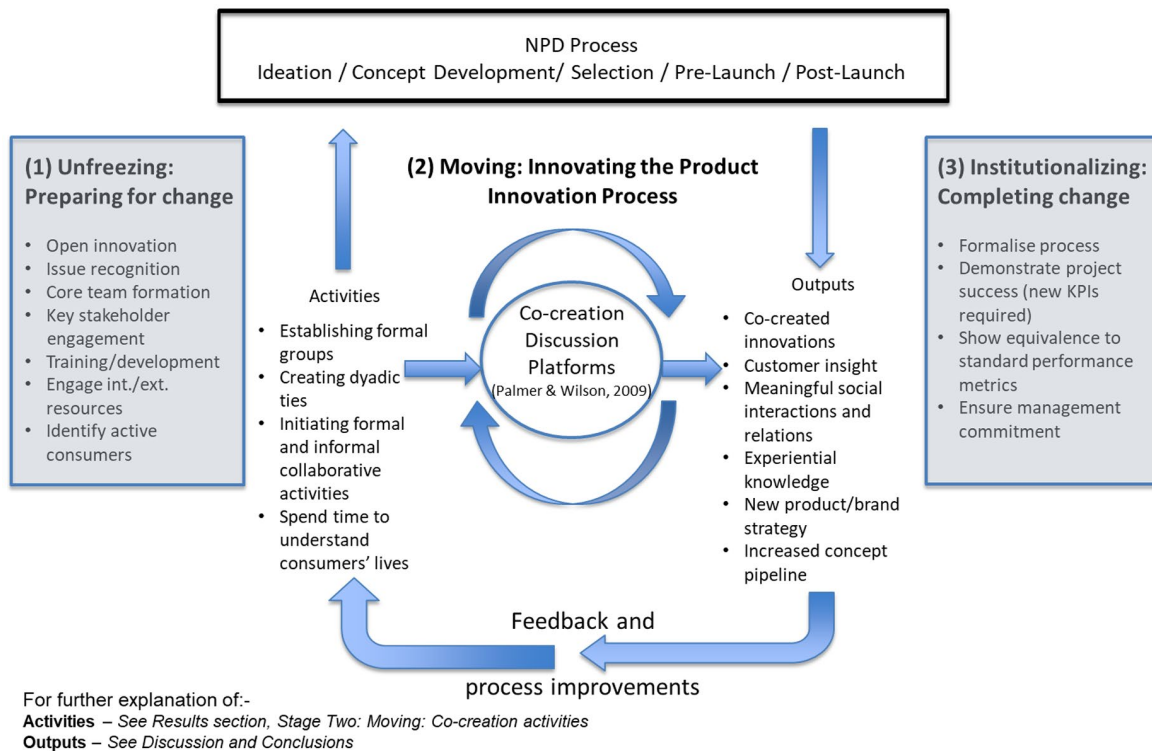 NPD Process
Ideation / Concept Development/ Selection / Pre-Launch / Post-Launch
(1) Unfreezing:
Preparing for change
• Open innovation
• Issue recognition
• Core team formation
• Key stakeholder
engagement
• Training/development
• Engage int./ext.
resources
• Identify active
consumers
(2) Moving: Innovating the Product
Innovation Process
Activities
• Establishing formal
groups
• Creating dyadic
ties
• Initiating formal
and informal
collaborative
activities
• Spend time to
understand
consumers’ lives
Co-creation
Discussion
Platforms
(Palmer & Wilson, 2009)
Outputs
• Co-created
innovations
• Customer insight
• Meaningful social
interactions and
relations
• Experiential
knowledge
• New product/brand
strategy
• Increased concept
pipeline
(3) Institutionalizing:
Completing change
• Formalise process
• Demonstrate project
success (new KPIs
required)
• Show equivalence to
standard performance
metrics
• Ensure management
commitment
Feedback and
process improvements
For further explanation of:-
Activities – See Results section, Stage Two: Moving: Co-creation activities
Outputs – See Discussion and Conclusions